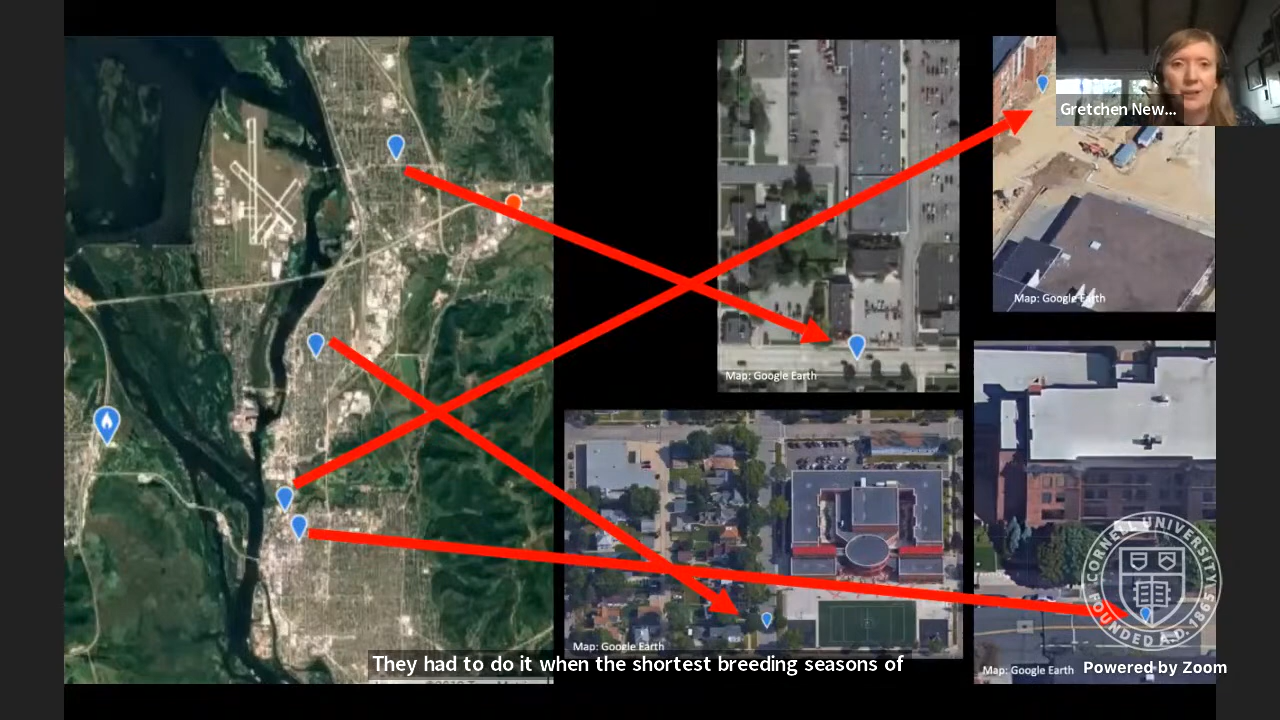 Gretchen New...
Map: Google Earth
Map: Google Earth
Map: Google Earth
Map: Google Earth
CORNELL UNIVERSITY
FOUNDED A.D. 1865
They had to do it when the shortest breeding seasons of
Powered by Zoom